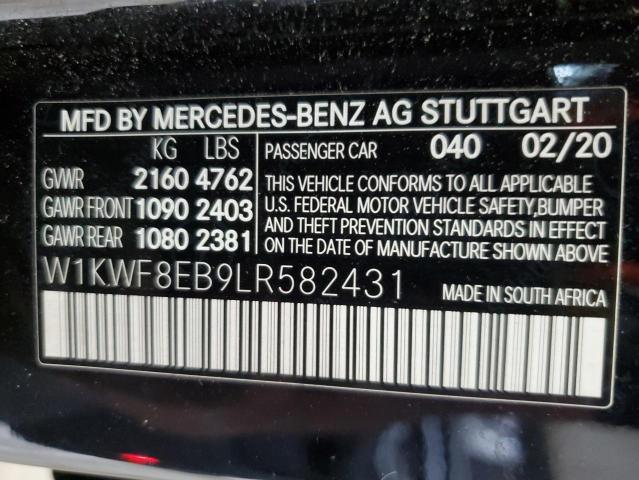 MFD BY MERCEDES-BENZ AG STUTTGART
KG LBS
GVWR 2160 4762
GAWR FRONT 1090 2403
GAWR REAR 1080 2381
PASSENGER CAR 040 02/20
THIS VEHICLE CONFORMS TO ALL APPLICABLE
U.S. FEDERAL MOTOR VEHICLE SAFETY,BUMPER
AND THEFT PREVENTION STANDARDS IN EFFECT
ON THE DATE OF MANUFACTURE SHOWN ABOVE
W1KWF8EB9LR582431
MADE IN SOUTH AFRICA